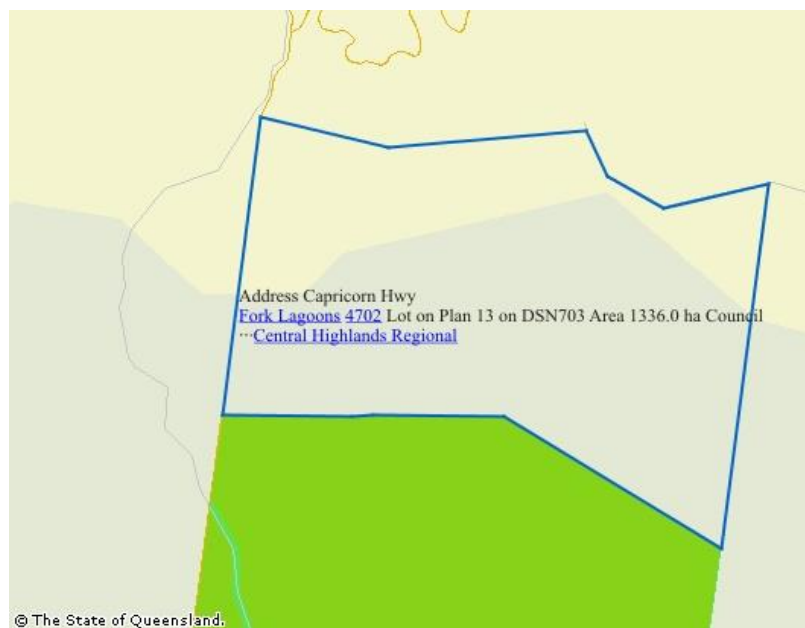 Address Capricorn Hwy
Fork Lagoons 4702 Lot on Plan 13 on DSN703 Area 1336.0 ha Council
...Central Highlands Regional
© The State of Queensland.